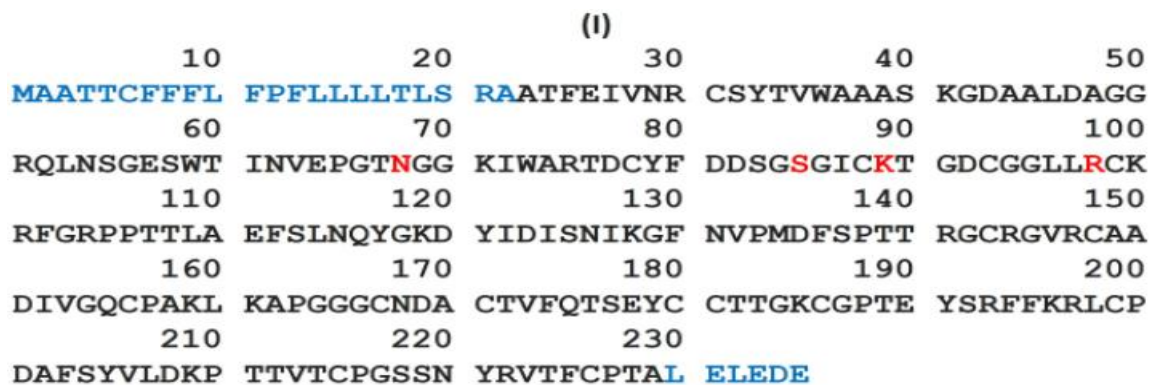 (I)
10 20 30 40 50
MAATTCFFFL FPFLLLLTLS RAATFEIVNR CSYTVWAAAS KGDAALDAGG
60 70 80 90 100
RQLNSGESWT INVEPGTNGG KIWARTDCYF DDSGSGICKT GDCGGLLRCK
110 120 130 140 150
RFGRPPTTLA EFSLNQYGKD YIDISNIKGF NVPMDFSPTT RGCRGVRCAA
160 170 180 190 200
DIVGQCPAKL KAPGGGCNDA CTVFQTSEYC CTTGKCGPTE YSRFFKRLCP
210 220 230
DAFSYVLDKP TTVTCPGSSN YRVTFCPTAL ELEDE